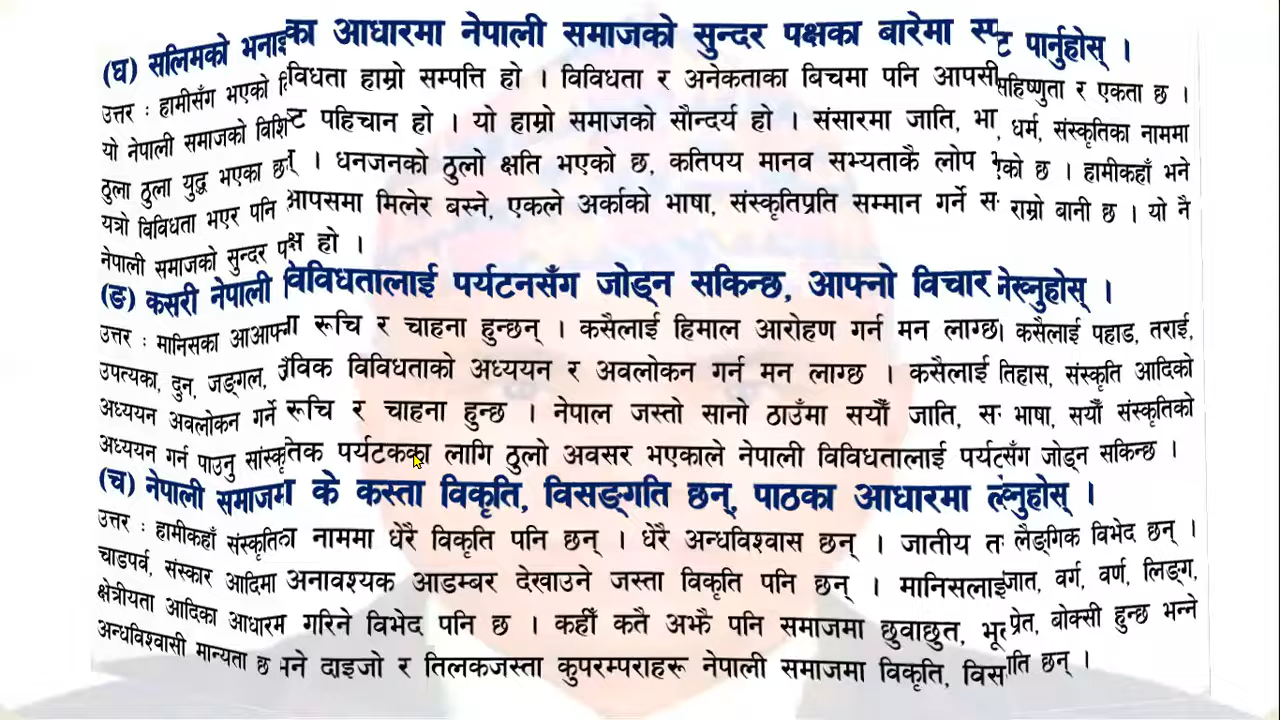 (घ) सलिमको भनाइका आधारमा नेपाली समाजको सुन्दर पक्षका बारेमा स्पष्ट पार्नुहोस् ।
उत्तर : हामीसँग भएको विविधता हाम्रो सम्पत्ति हो । विविधता र अनेकताका बिचमा पनि आपसी सहिष्णुता र एकता छ ।
यो नेपाली समाजको विशिष्ट पहिचान हो । यो हाम्रो समाजको सौन्दर्य हो । संसारमा जाति, भाषा, धर्म, संस्कृतिका नाममा
ठुला ठुला युद्ध भएका छन् । धनजनको ठुलो क्षति भएको छ, कतिपय मानव सभ्यताकै लोप भएको छ । हामीकहाँ भने
यत्रो विविधता भएर पनि आपसमा मिलेर बस्ने, एकले अर्काको भाषा, संस्कृतिप्रति सम्मान गर्ने राम्रो बानी छ । यो नै
नेपाली समाजको सुन्दर पक्ष हो ।
(ङ) कसरी नेपाली विविधतालाई पर्यटनसँग जोड्न सकिन्छ, आफ्नो विचार लेख्नुहोस् ।
उत्तर : मानिसका आआफ्ना रूचि र चाहना हुन्छन् । कसैलाई हिमाल आरोहण गर्न मन लाग्छ। कसैलाई पहाड, तराई,
उपत्यका, दुन, जङ्गल, जैविक विविधताको अध्ययन र अवलोकन गर्न मन लाग्छ । कसैलाई इतिहास, संस्कृति आदिको
अध्ययन अवलोकन गर्ने रूचि र चाहना हुन्छ । नेपाल जस्तो सानो ठाउँमा सयौँ जाति, सयौँ भाषा, सयौँ संस्कृतिको
अध्ययन गर्न पाउनु सांस्कृतिक पर्यटकका लागि ठुलो अवसर भएकाले नेपाली विविधतालाई पर्यटनसँग जोड्न सकिन्छ ।
(च) नेपाली समाजमा के कस्ता विकृति, विसङ्गति छन्, पाठका आधारमा लेख्नुहोस् ।
उत्तर : हामीकहाँ संस्कृतिका नाममा धेरै विकृति पनि छन् । धेरै अन्धविश्वास छन् । जातीय तथा लैङ्गिक विभेद छन् ।
चाडपर्व, संस्कार आदिमा अनावश्यक आडम्बर देखाउने जस्ता विकृति पनि छन् । मानिसलाई जात, वर्ग, वर्ण, लिङ्ग,
क्षेत्रीयता आदिका आधारमा गरिने विभेद पनि छ । कहीँ कतै अझै पनि समाजमा छुवाछुत, भूतप्रेत, बोक्सी हुन्छ भन्ने
अन्धविश्वासी मान्यता छ भने दाइजो र तिलकजस्ता कुपरम्पराहरू नेपाली समाजमा विकृति, विसङ्गति छन् ।